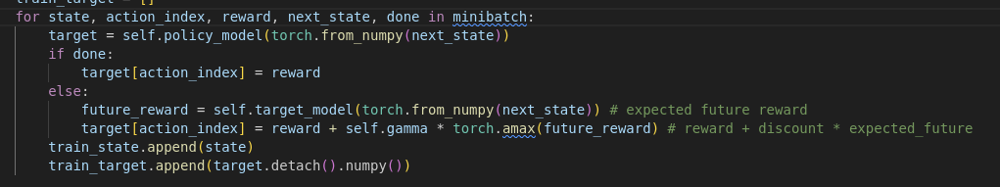 train_target = []
for state, action_index, reward, next_state, done in minibatch:
    target = self.policy_model(torch.from_numpy(next_state))
    if done:
        target[action_index] = reward
    else:
        future_reward = self.target_model(torch.from_numpy(next_state)) # expected future reward
        target[action_index] = reward + self.gamma * torch.amax(future_reward) # reward + discount * expected_future
    train_state.append(state)
    train_target.append(target.detach().numpy())